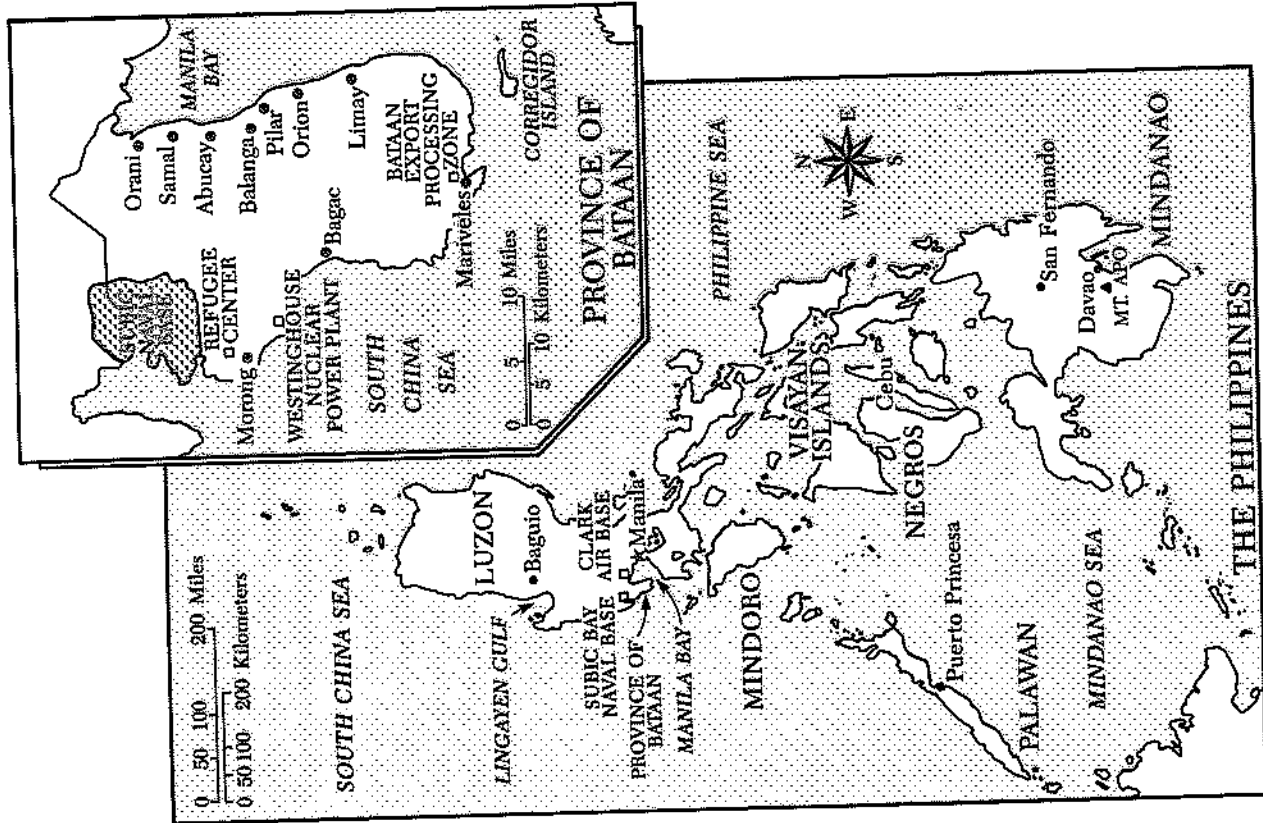 0 50 100 200 Miles
0 50 100 200 Kilometers
SOUTH CHINA SEA
LUZON
Baguio
LINGAYEN GULF
SUBIC BAY
NAVAL BASE
CLARK
AIR BASE
Manila
PROVINCE OF
BATAAN
MANILA BAY
MINDORO
PHILIPPINE SEA
N
W
E
S
VISAYAN
ISLANDS
Cebu
NEGROS
Puerto Princesa
PALAWAN
MINDANAO SEA
San Fernando
Davao
MT. APO
MINDANAO
THE PHILIPPINES
SUBIC
NAVAL
BASE
MANILA
BAY
Orani
Samal
Abucay
Balanga
Pilar
Orion
Limay
REFUGEE
CENTER
Morong
WESTINGHOUSE
NUCLEAR
POWER PLANT
Bagac
SOUTH
CHINA
SEA
BATAAN
EXPORT
PROCESSING
ZONE
Mariveles
CORREGIDOR
ISLAND
0 5 10 Miles
0 5 10 Kilometers
PROVINCE OF
BATAAN